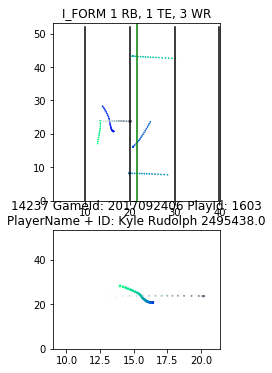 I_FORM 1 RB, 1 TE, 3 WR
50
40
30
20
10
0
10 20 30 40
14237 GameId: 2017092406 PlayId: 1603
PlayerName + ID: Kyle Rudolph 2495438.0
40
20
0
10.0 12.5 15.0 17.5 20.0